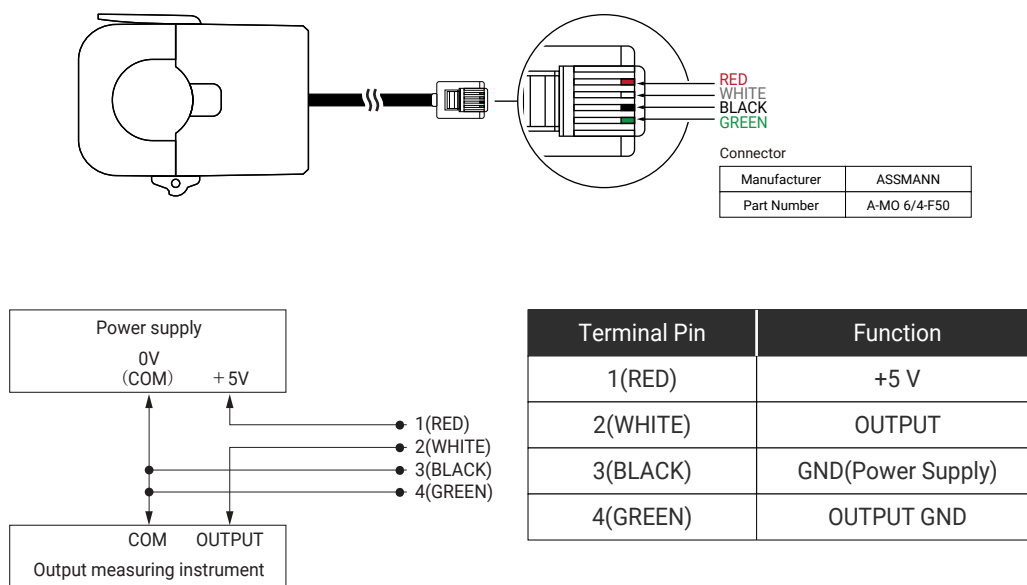 RED
WHITE
BLACK
GREEN
Connector
Manufacturer ASSMANN
Part Number A-MO 6/4-F50
Power supply
0V
(COM) +5V
1(RED)
2(WHITE)
3(BLACK)
4(GREEN)
COM OUTPUT
Output measuring instrument
Terminal Pin Function
1(RED) +5 V
2(WHITE) OUTPUT
3(BLACK) GND(Power Supply)
4(GREEN) OUTPUT GND